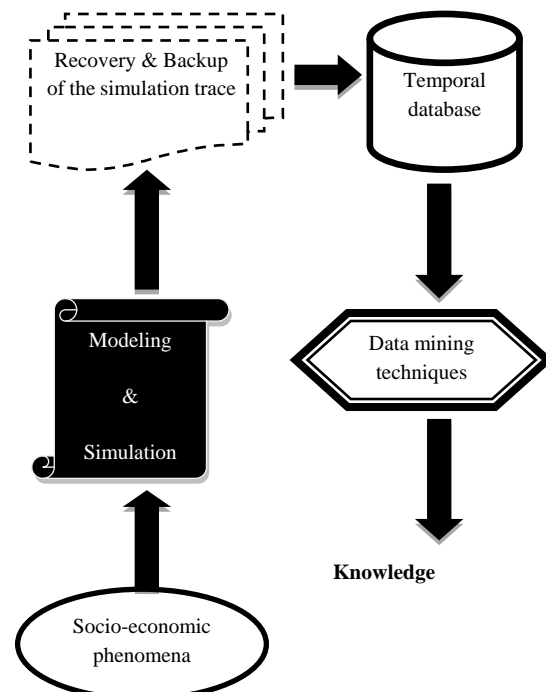 Recovery & Backup
of the simulation trace
Temporal
database
Modeling
&
Simulation
Data mining
techniques
Knowledge
Socio-economic
phenomena